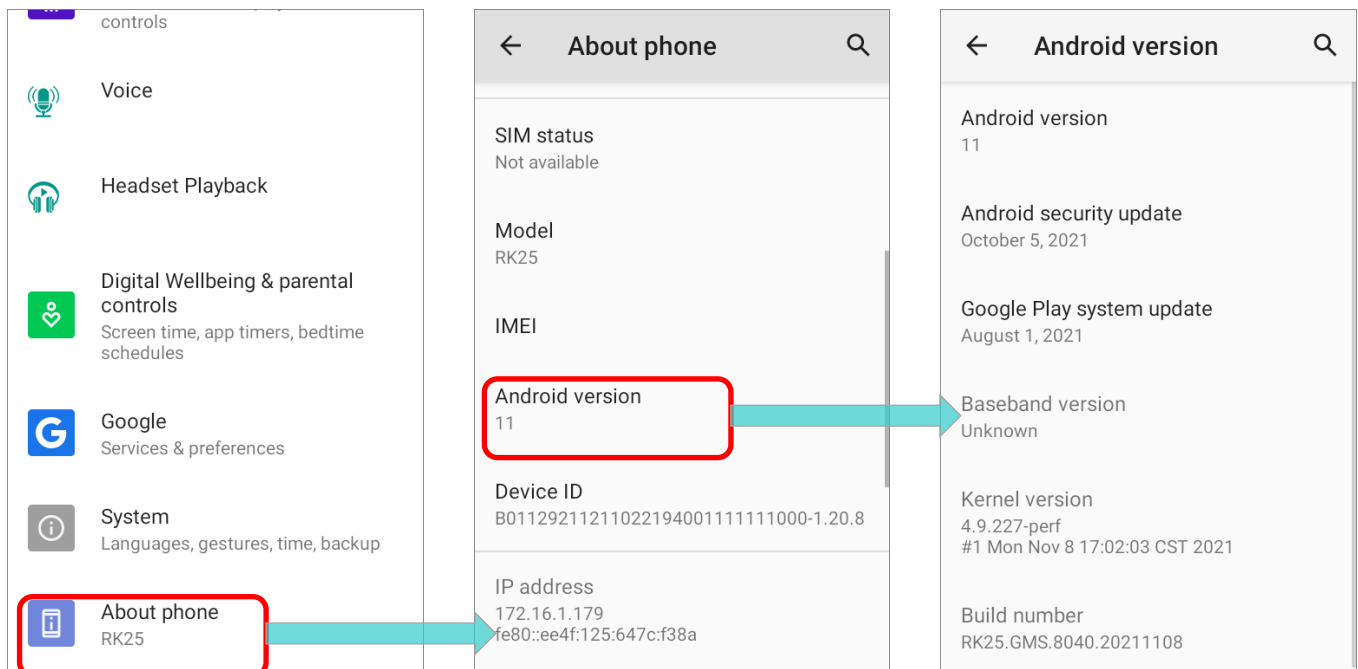 controls
Voice
Headset Playback
Digital Wellbeing & parental
controls
Screen time, app timers, bedtime
schedules
Google
Services & preferences
System
Languages, gestures, time, backup
About phone
RK25
About phone
SIM status
Not available
Model
RK25
IMEI
Android version
11
Device ID
B01129211211022194001111111000-1.20.8
IP address
172.16.1.179
fe80::ee4f:125:647c:f38a
Android version
Android version
11
Android security update
October 5, 2021
Google Play system update
August 1, 2021
Baseband version
Unknown
Kernel version
4.9.227-perf
#1 Mon Nov 8 17:02:03 CST 2021
Build number
RK25.GMS.8040.20211108